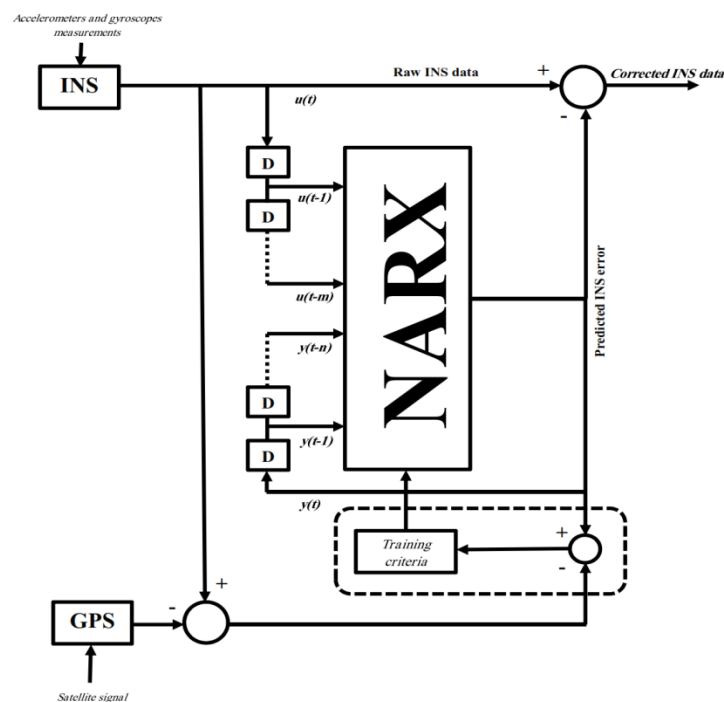 Accelerometers and gyroscopes
measurements
INS
Raw INS data
+
Corrected INS data
u(t)
-
D
u(t-1)
D
u(t-m)
NARX
Predicted INS error
y(t-n)
D
y(t-1)
D
y(t)
Training
criteria
+
-
+
-
GPS
Satellite signal